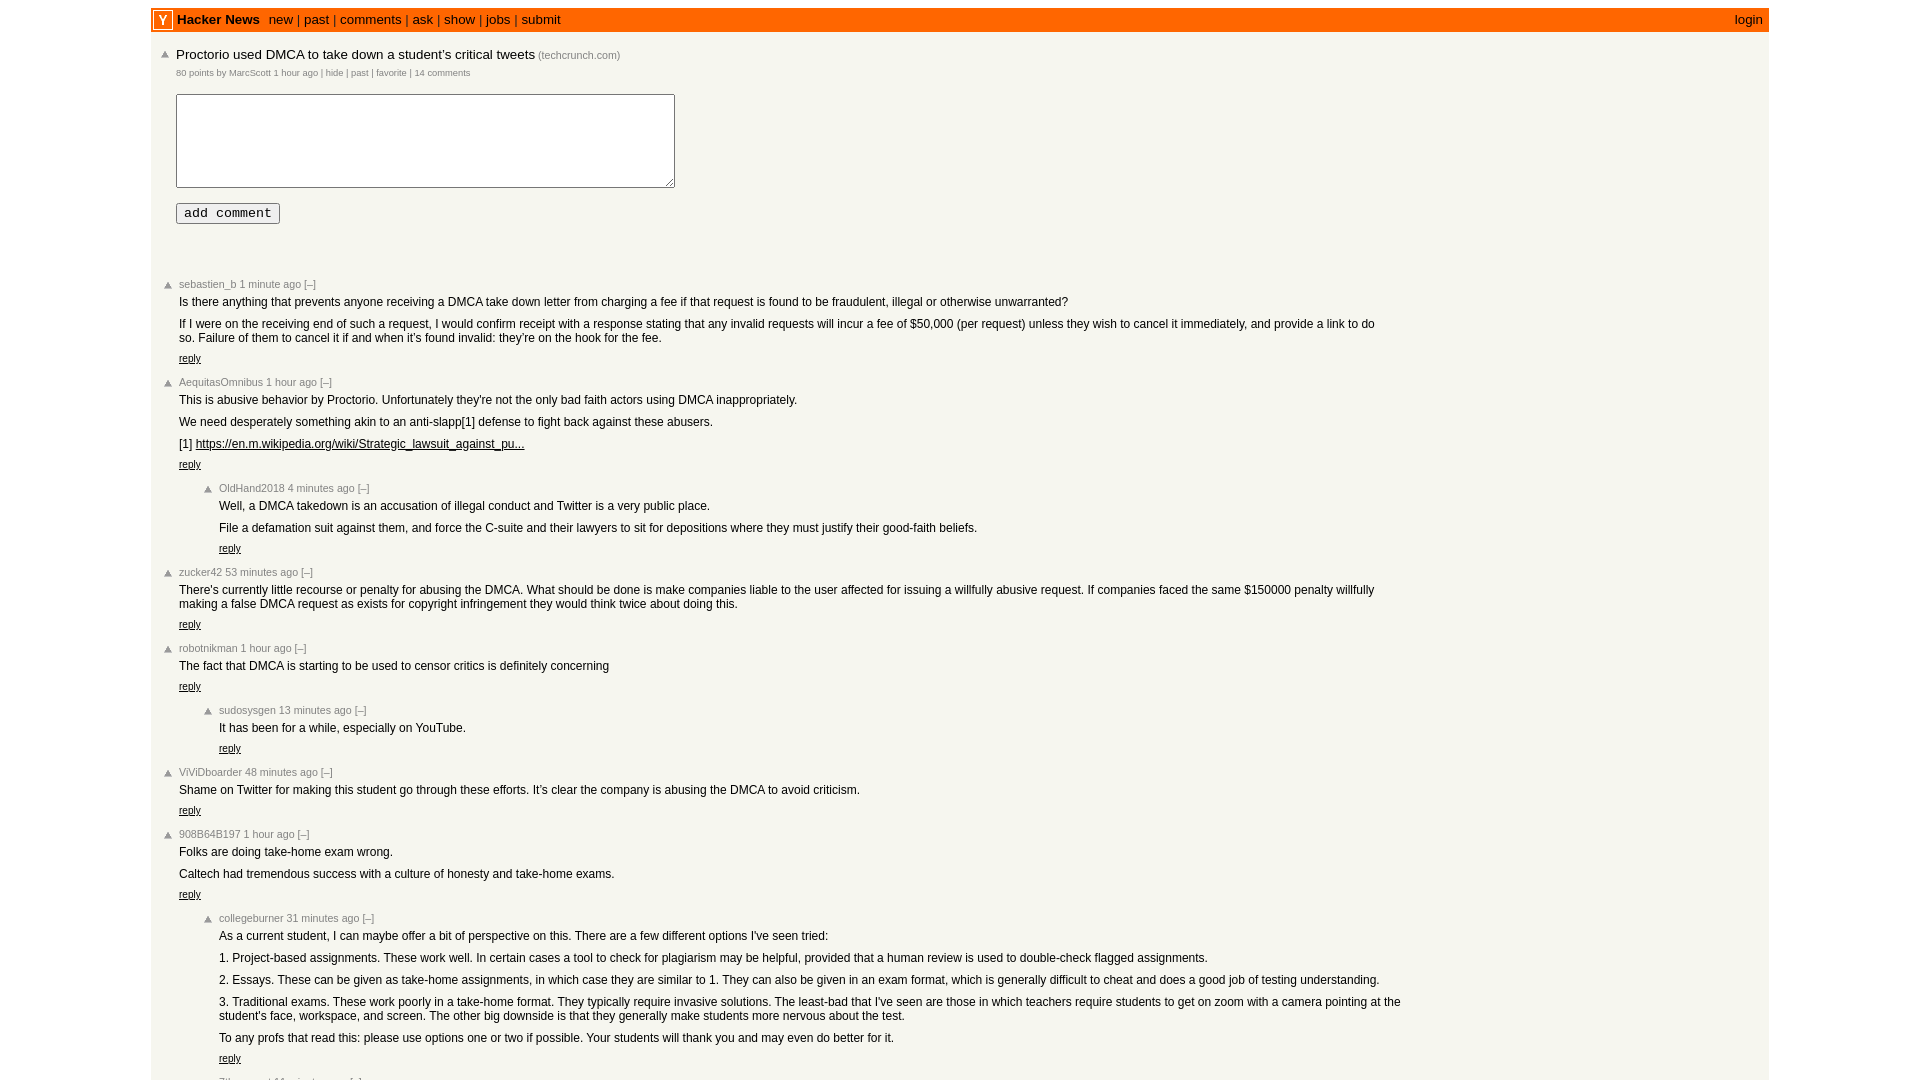 Y Hacker News new | past | comments | ask | show | jobs | submit login
Proctorio used DMCA to take down a student’s critical tweets (techcrunch.com)
80 points by MarcScott 1 hour ago | hide | past | favorite | 14 comments
add comment
sebastien_b 1 minute ago [–]
Is there anything that prevents anyone receiving a DMCA take down letter from charging a fee if that request is found to be fraudulent, illegal or otherwise unwarranted?
If I were on the receiving end of such a request, I would confirm receipt with a response stating that any invalid requests will incur a fee of $50,000 (per request) unless they wish to cancel it immediately, and provide a link to do
so. Failure of them to cancel it if and when it’s found invalid: they’re on the hook for the fee.
reply
AequitasOmnibus 1 hour ago [–]
This is abusive behavior by Proctorio. Unfortunately they're not the only bad faith actors using DMCA inappropriately.
We need desperately something akin to an anti-slapp[1] defense to fight back against these abusers.
[1] https://en.m.wikipedia.org/wiki/Strategic_lawsuit_against_pu...
reply
OldHand2018 4 minutes ago [–]
Well, a DMCA takedown is an accusation of illegal conduct and Twitter is a very public place.
File a defamation suit against them, and force the C-suite and their lawyers to sit for depositions where they must justify their good-faith beliefs.
reply
zucker42 53 minutes ago [–]
There's currently little recourse or penalty for abusing the DMCA. What should be done is make companies liable to the user affected for issuing a willfully abusive request. If companies faced the same $150000 penalty willfully
making a false DMCA request as exists for copyright infringement they would think twice about doing this.
reply
robotnikman 1 hour ago [–]
The fact that DMCA is starting to be used to censor critics is definitely concerning
reply
sudosysgen 13 minutes ago [–]
It has been for a while, especially on YouTube.
reply
ViViDboarder 48 minutes ago [–]
Shame on Twitter for making this student go through these efforts. It’s clear the company is abusing the DMCA to avoid criticism.
reply
908B64B197 1 hour ago [–]
Folks are doing take-home exam wrong.
Caltech had tremendous success with a culture of honesty and take-home exams.
reply
collegeburner 31 minutes ago [–]
As a current student, I can maybe offer a bit of perspective on this. There are a few different options I've seen tried:
1. Project-based assignments. These work well. In certain cases a tool to check for plagiarism may be helpful, provided that a human review is used to double-check flagged assignments.
2. Essays. These can be given as take-home assignments, in which case they are similar to 1. They can also be given in an exam format, which is generally difficult to cheat and does a good job of testing understanding.
3. Traditional exams. These work poorly in a take-home format. They typically require invasive solutions. The least-bad that I've seen are those in which teachers require students to get on zoom with a camera pointing at the
student's face, workspace, and screen. The other big downside is that they generally make students more nervous about the test.
To any profs that read this: please use options one or two if possible. Your students will thank you and may even do better for it.
reply